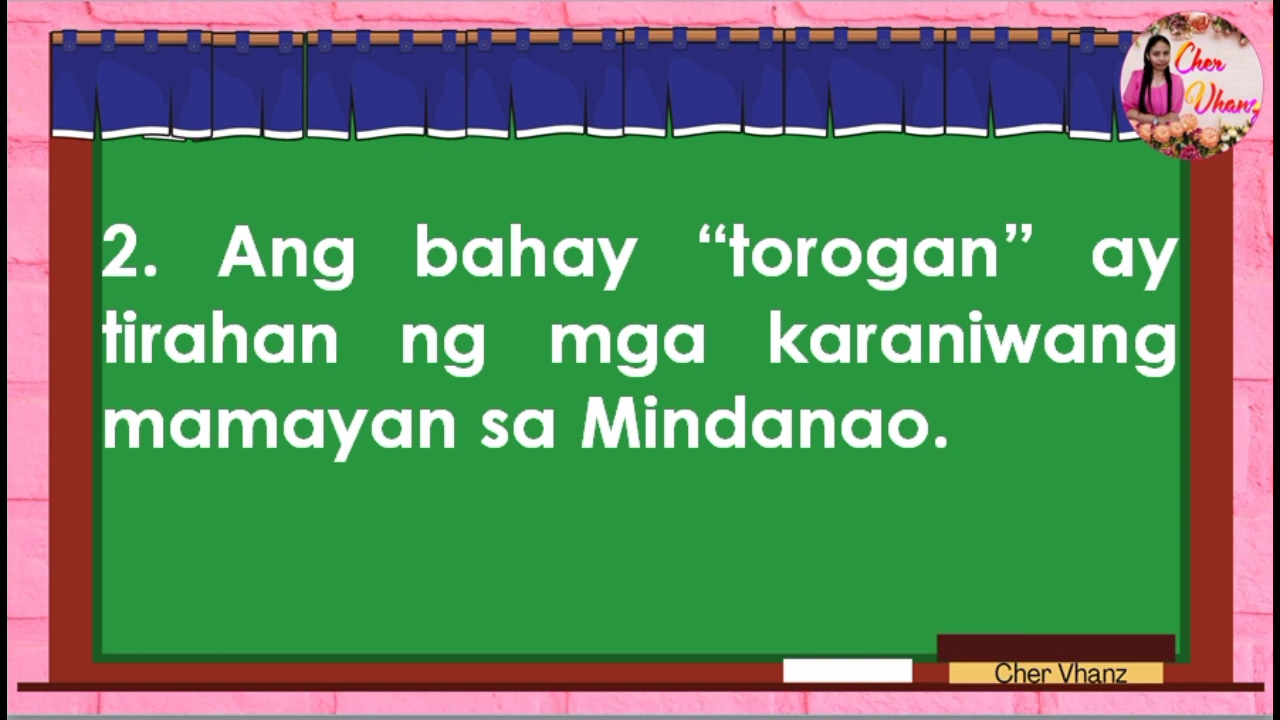 Cher
Vhanz
2. Ang bahay “torogan” ay
tirahan ng mga karaniwang
mamayan sa Mindanao.
Cher Vhanz